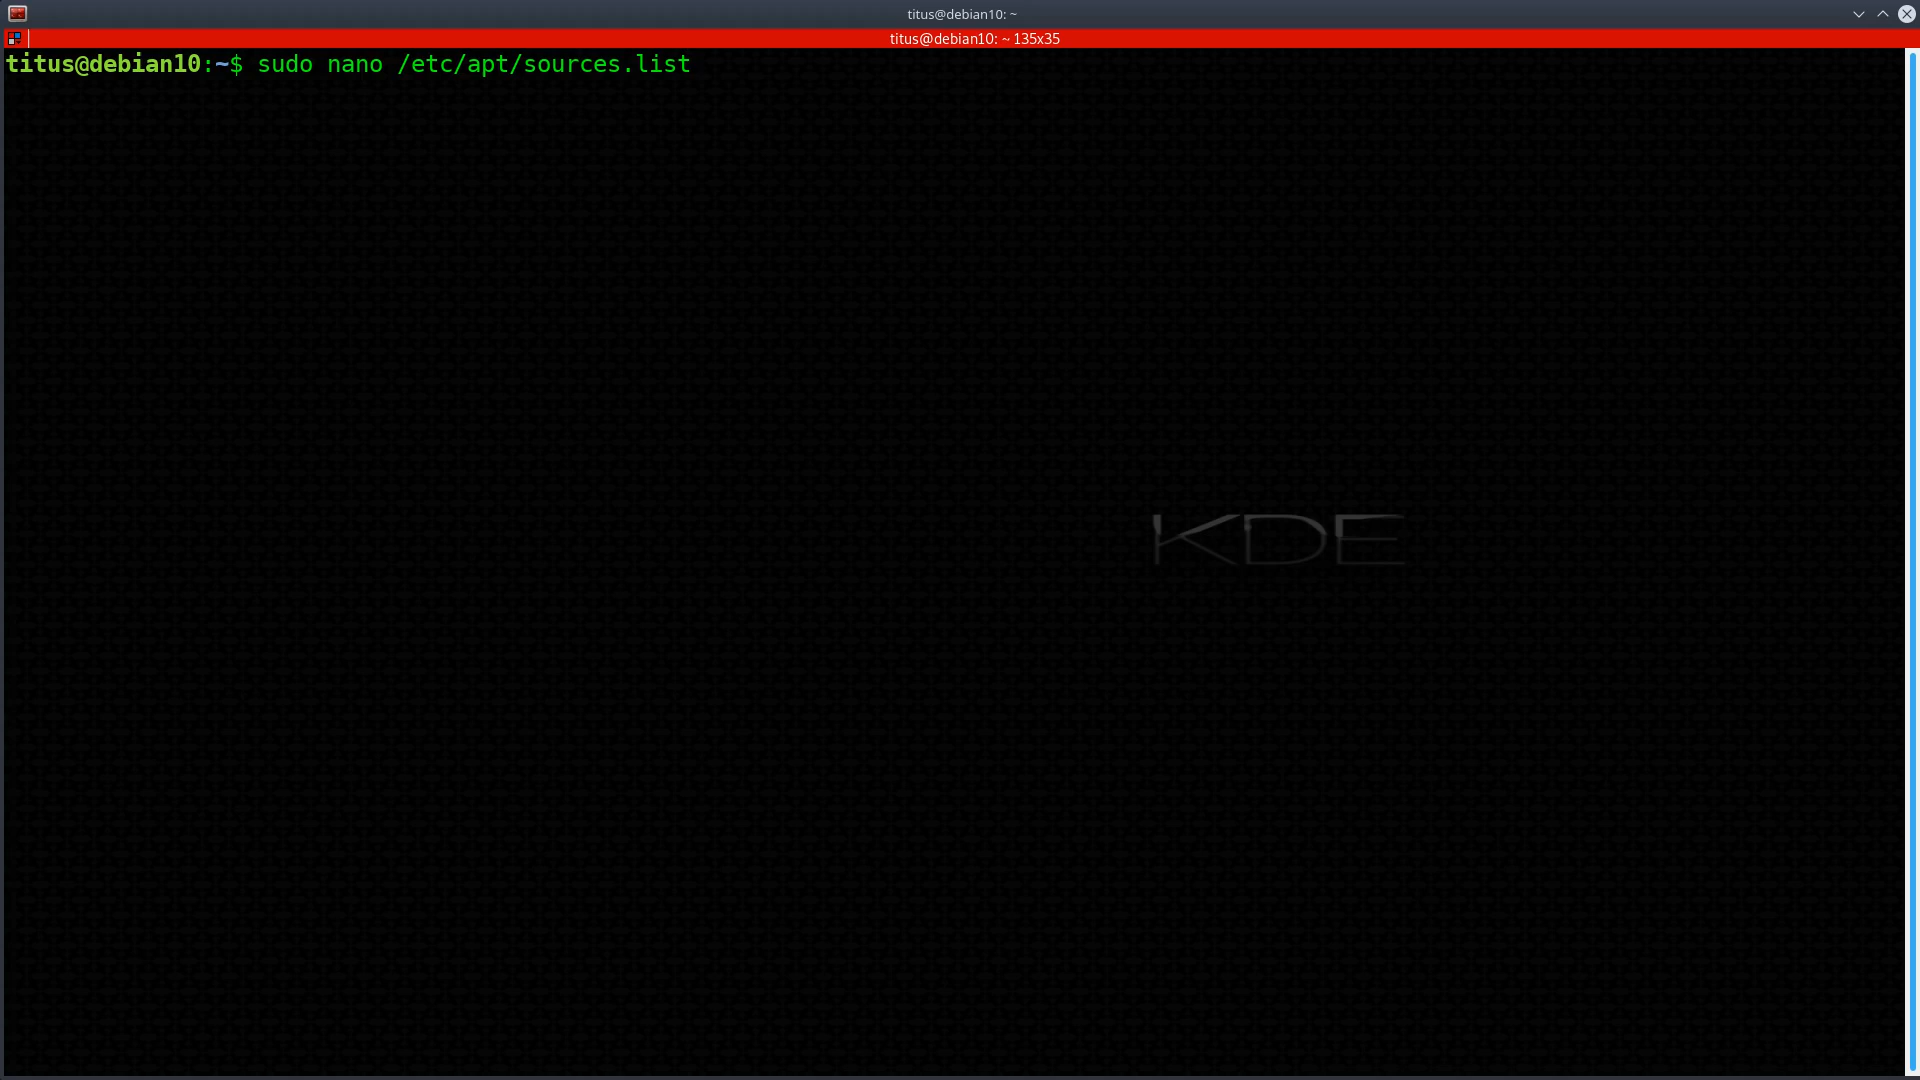 titus@debian10: ~
titus@debian10: ~ 135x35
titus@debian10:~$ sudo nano /etc/apt/sources.list
KDE